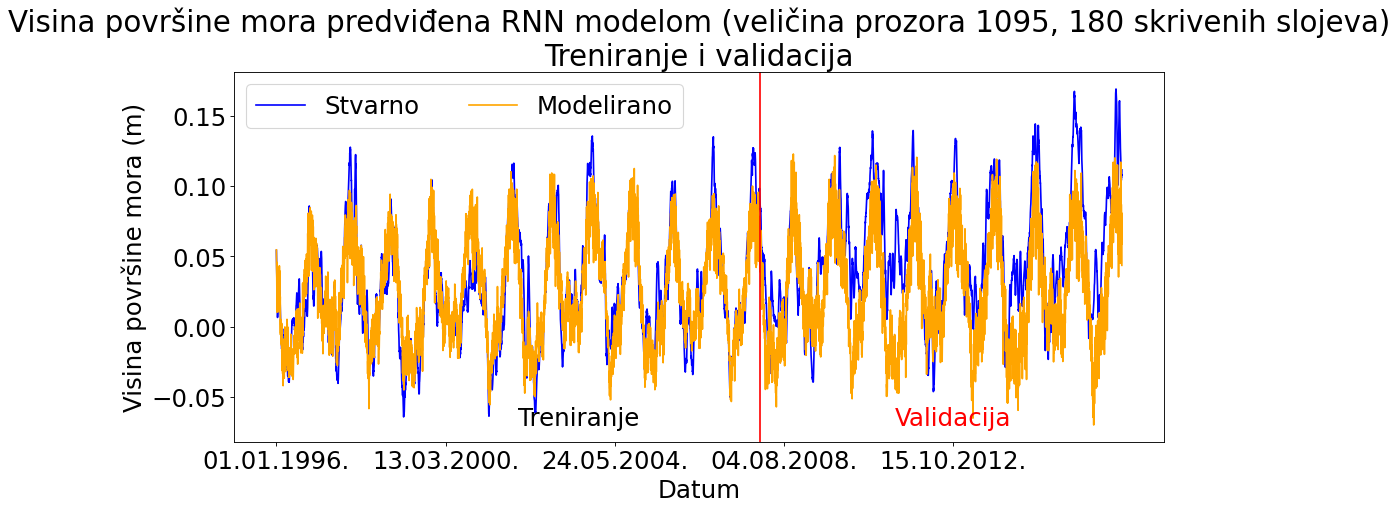 Visina površine mora predviđena RNN modelom (veličina prozora 1095, 180 skrivenih slojeva)
Treniranje i validacija
Stvarno
Modelirano
Visina površine mora (m)
0.15
0.10
0.05
0.00
−0.05
Treniranje
Validacija
01.01.1996.
13.03.2000.
24.05.2004.
04.08.2008.
15.10.2012.
Datum